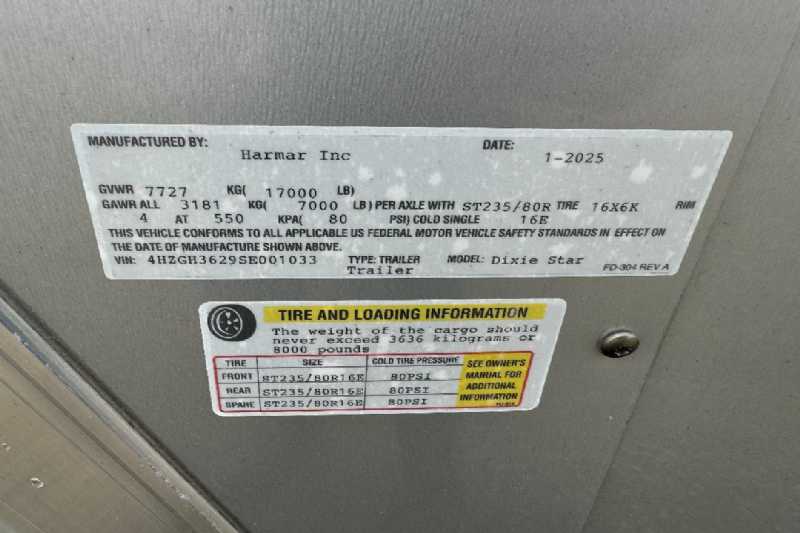 MANUFACTURED BY: Harmar Inc DATE: 1-2025
GVWR 7727 KG( 17000 LB)
GAWR ALL 3181 KG( 7000 LB) PER AXLE WITH ST235/80R TIRE 16X6K RIM
4 AT 550 KPA( 80 PSI) COLD SINGLE 16E
THIS VEHICLE CONFORMS TO ALL APPLICABLE US FEDERAL MOTOR VEHICLE SAFETY STANDARDS IN EFFECT ON
THE DATE OF MANUFACTURE SHOWN ABOVE.
VIN: 4HZGH3629SE001033 TYPE: TRAILER MODEL: Dixie Star
Trailer FD-304 REV A
TIRE AND LOADING INFORMATION
The weight of the cargo should
never exceed 3636 kilograms or
8000 pounds
TIRE SIZE COLD TIRE PRESSURE
FRONT ST235/80R16E 80PSI
REAR ST235/80R16E 80PSI
SPARE ST235/80R16E 80PSI
SEE OWNER'S
MANUAL FOR
ADDITIONAL
INFORMATION